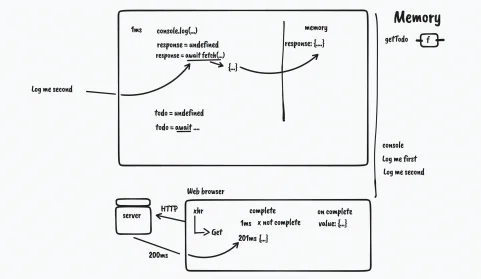 Memory
getTodo
f
1ms
console.log(...)
response = undefined
response = await fetch(...)
{...}
memory
response: {....}
Log me second
todo = undefined
todo = await ....
console
Log me first
Log me second
Web browser
server
HTTP
200ms
xhr
Get
complete
1ms x not complete
201ms {...}
on complete
value: {...}